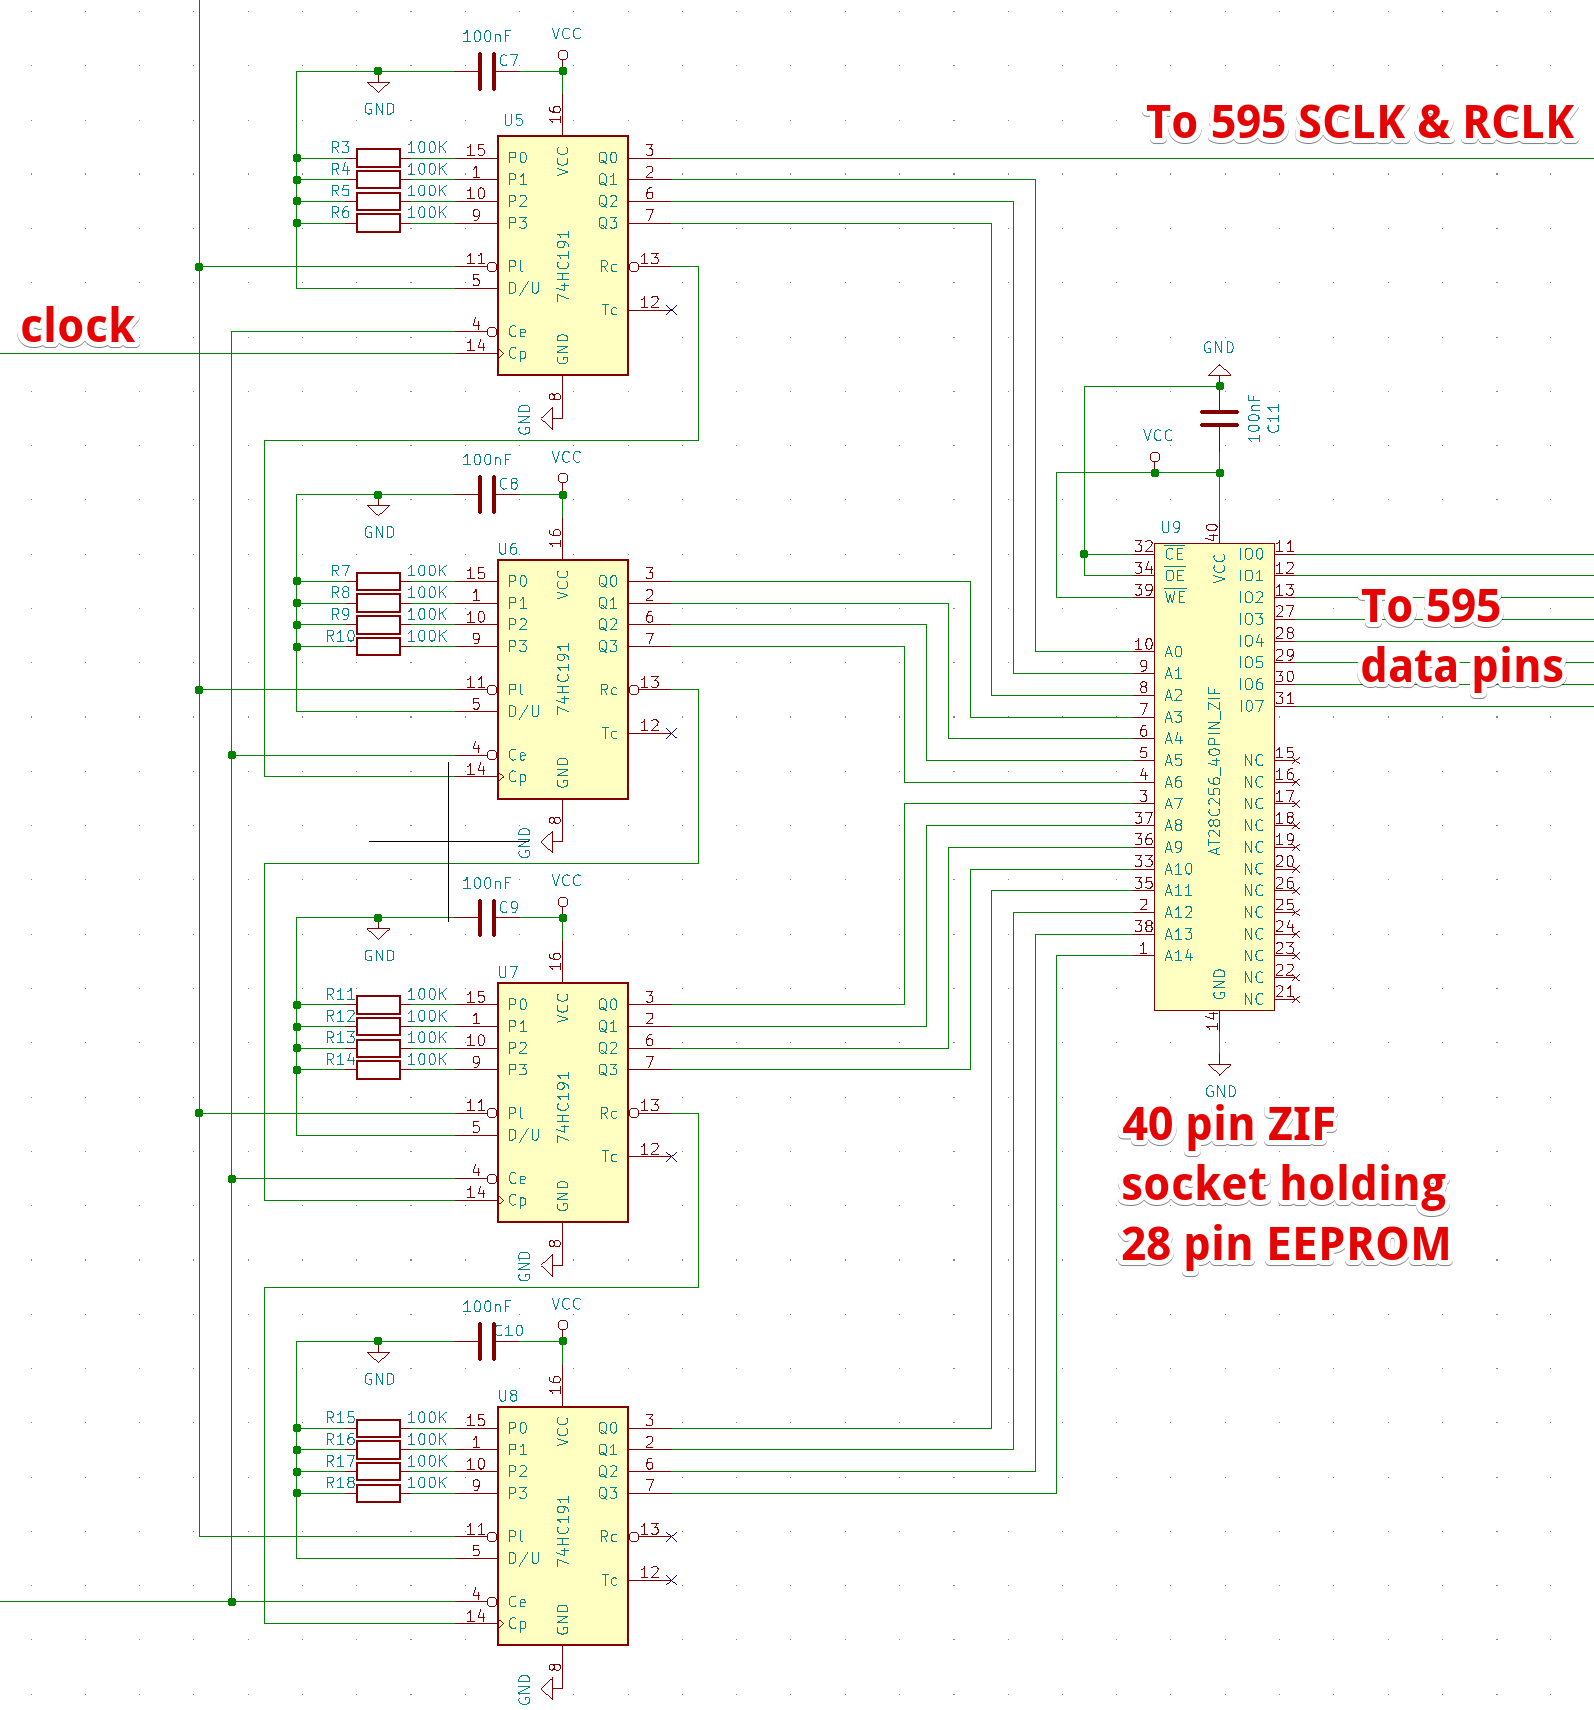 100nF
C7
VCC
GND
16
U5
To 595 SCLK & RCLK
R3 100K 15 P0 Q0 3
R4 100K 1 P1 Q1 2
R5 100K 10 P2 Q2 6
R6 100K 9 P3 Q3 7
VCC
74HC191
GND
11 Pl Rc 13
5 D/U
Tc 12
4 Ce
14 Cp
clock
8
GND
100nF
C8
VCC
GND
16
U6
R7 100K 15 P0 Q0 3
R8 100K 1 P1 Q1 2
R9 100K 10 P2 Q2 6
R10 100K 9 P3 Q3 7
VCC
74HC191
GND
11 Pl Rc 13
5 D/U
Tc 12
4 Ce
14 Cp
8
GND
100nF
C9
VCC
GND
16
U7
R11 100K 15 P0 Q0 3
R12 100K 1 P1 Q1 2
R13 100K 10 P2 Q2 6
R14 100K 9 P3 Q3 7
VCC
74HC191
GND
11 Pl Rc 13
5 D/U
Tc 12
4 Ce
14 Cp
8
GND
100nF
C10
VCC
GND
16
U8
R15 100K 15 P0 Q0 3
R16 100K 1 P1 Q1 2
R17 100K 10 P2 Q2 6
R18 100K 9 P3 Q3 7
VCC
74HC191
GND
11 Pl Rc 13
5 D/U
Tc 12
4 Ce
14 Cp
8
GND
GND
100nF
C11
VCC
U9
40
32 CE IO0 11
34 OE IO1 12
39 WE IO2 13
IO3 27
IO4 28
IO5 29
IO6 30
IO7 31
VCC
AT28C256_40PIN_ZIF
GND
To 595
data pins
10 A0
9 A1
8 A2
7 A3
6 A4
5 A5 NC 15
4 A6 NC 16
3 A7 NC 17
37 A8 NC 18
36 A9 NC 19
33 A10 NC 20
35 A11 NC 26
2 A12 NC 25
38 A13 NC 24
1 A14 NC 23
NC 22
NC 21
14
GND
40 pin ZIF
socket holding
28 pin EEPROM